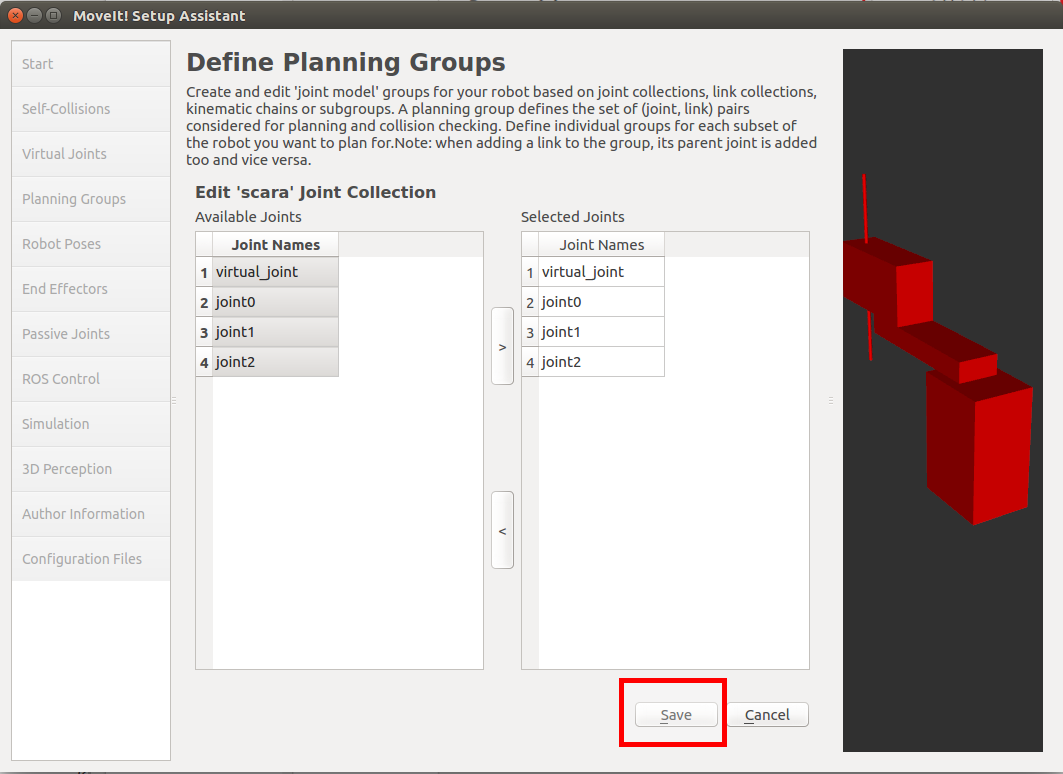 MoveIt! Setup Assistant
Start
Self-Collisions
Virtual Joints
Planning Groups
Robot Poses
End Effectors
Passive Joints
ROS Control
Simulation
3D Perception
Author Information
Configuration Files
Define Planning Groups
Create and edit 'joint model' groups for your robot based on joint collections, link collections,
kinematic chains or subgroups. A planning group defines the set of (joint, link) pairs
considered for planning and collision checking. Define individual groups for each subset of
the robot you want to plan for.Note: when adding a link to the group, its parent joint is added
too and vice versa.
Edit 'scara' Joint Collection
Available Joints
Joint Names
1 virtual_joint
2 joint0
3 joint1
4 joint2
>
<
Selected Joints
Joint Names
1 virtual_joint
2 joint0
3 joint1
4 joint2
Save
Cancel